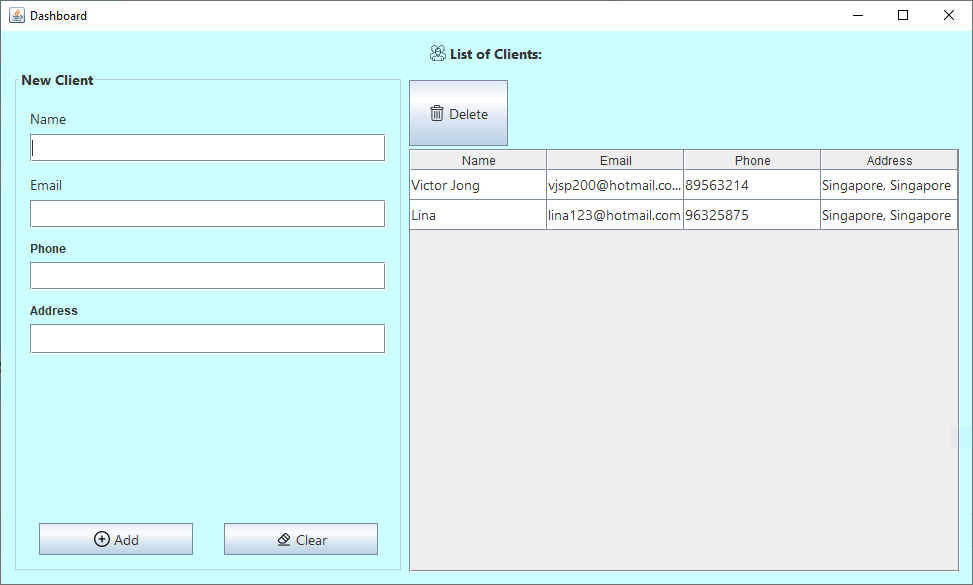 Dashboard
List of Clients:
New Client
Name
Email
Phone
Address
Add
Clear
Delete
Name Email Phone Address
Victor Jong vjsp200@hotmail.co... 89563214 Singapore, Singapore
Lina lina123@hotmail.com 96325875 Singapore, Singapore